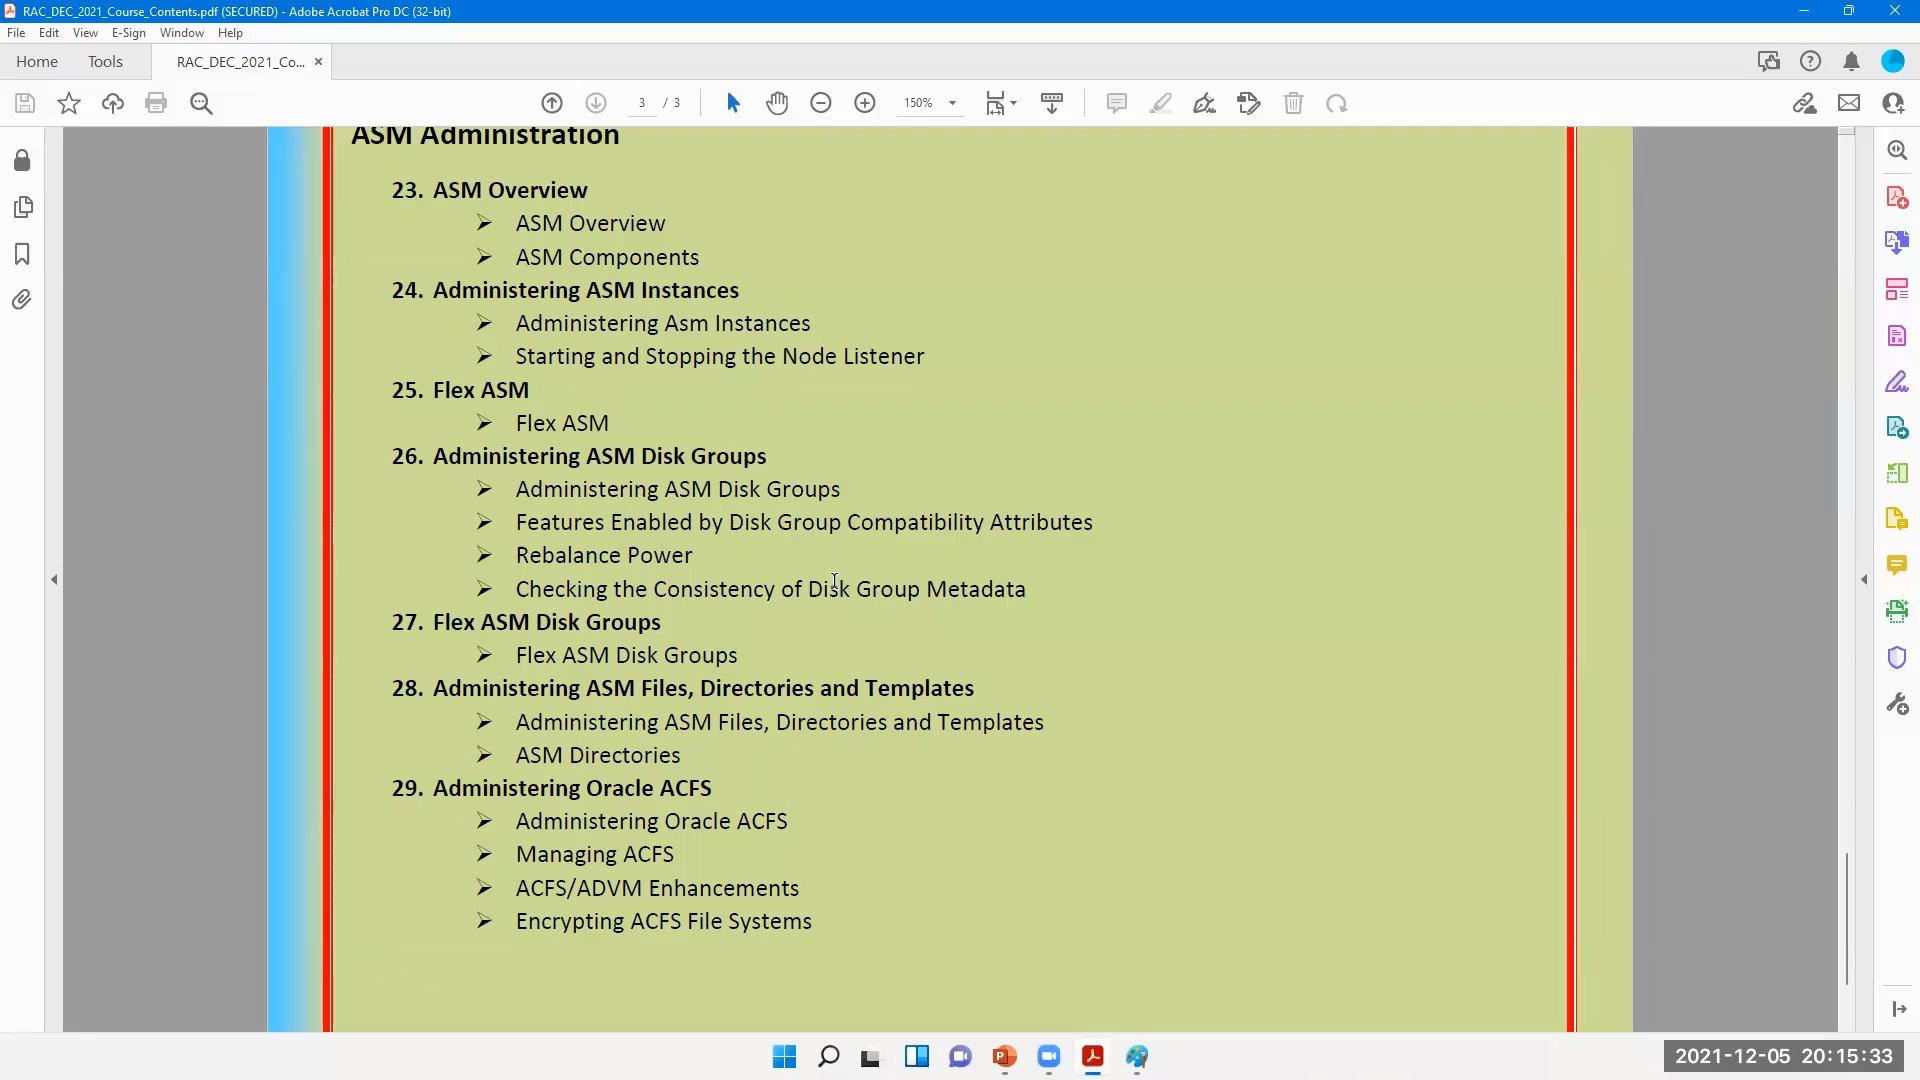 RAC_DEC_2021_Course_Contents.pdf (SECURED) - Adobe Acrobat Pro DC (32-bit)
File Edit View E-Sign Window Help
Home Tools RAC_DEC_2021_Co... ×
3 / 3 150%
ASM Administration
23. ASM Overview
➢ ASM Overview
➢ ASM Components
24. Administering ASM Instances
➢ Administering Asm Instances
➢ Starting and Stopping the Node Listener
25. Flex ASM
➢ Flex ASM
26. Administering ASM Disk Groups
➢ Administering ASM Disk Groups
➢ Features Enabled by Disk Group Compatibility Attributes
➢ Rebalance Power
➢ Checking the Consistency of Disk Group Metadata
27. Flex ASM Disk Groups
➢ Flex ASM Disk Groups
28. Administering ASM Files, Directories and Templates
➢ Administering ASM Files, Directories and Templates
➢ ASM Directories
29. Administering Oracle ACFS
➢ Administering Oracle ACFS
➢ Managing ACFS
➢ ACFS/ADVM Enhancements
➢ Encrypting ACFS File Systems
2021-12-05 20:15:33